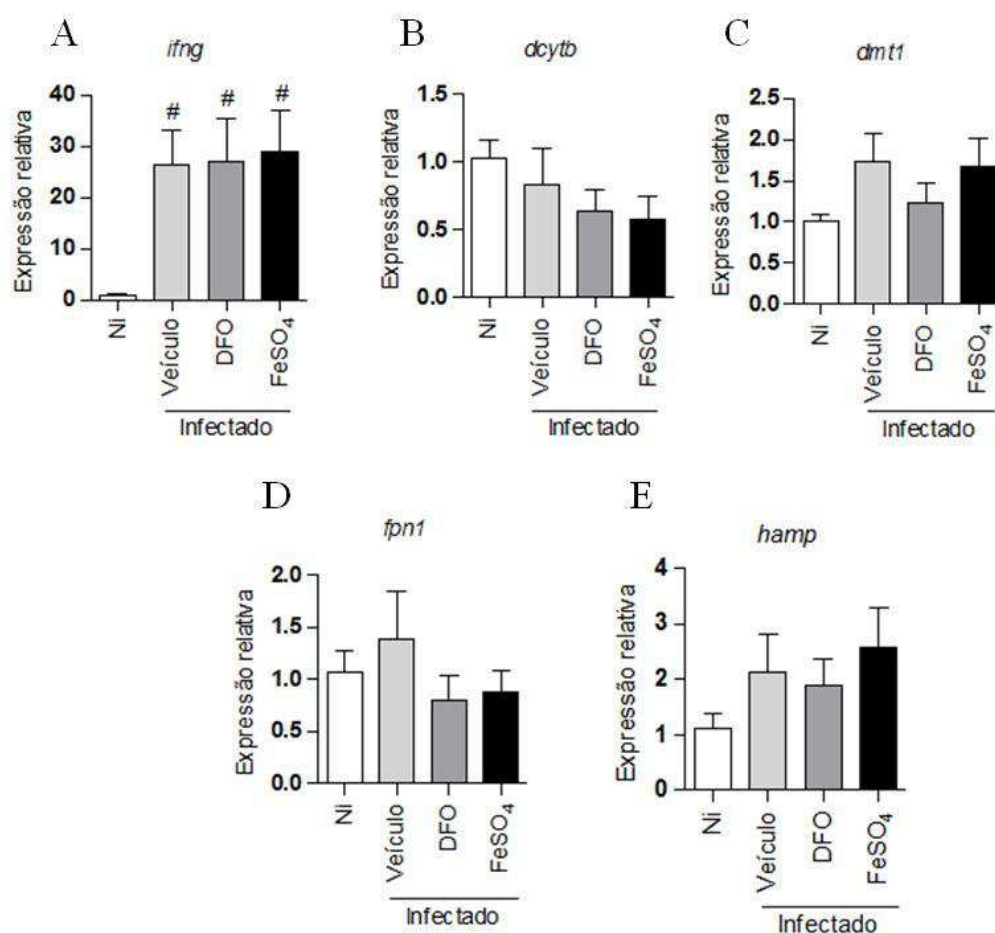 A
ifng
Expressão relativa
40
30
20
10
0
#
#
#
Ni
Veículo
DFO
FeSO4
Infectado
B
dcytb
Expressão relativa
1.5
1.0
0.5
0.0
Ni
Veículo
DFO
FeSO4
Infectado
C
dmt1
Expressão relativa
2.5
2.0
1.5
1.0
0.5
0.0
Ni
Veículo
DFO
FeSO4
Infectado
D
fpn1
Expressão relativa
2.0
1.5
1.0
0.5
0.0
Ni
Veículo
DFO
FeSO4
Infectado
E
hamp
Expressão relativa
4
3
2
1
0
Ni
Veículo
DFO
FeSO4
Infectado